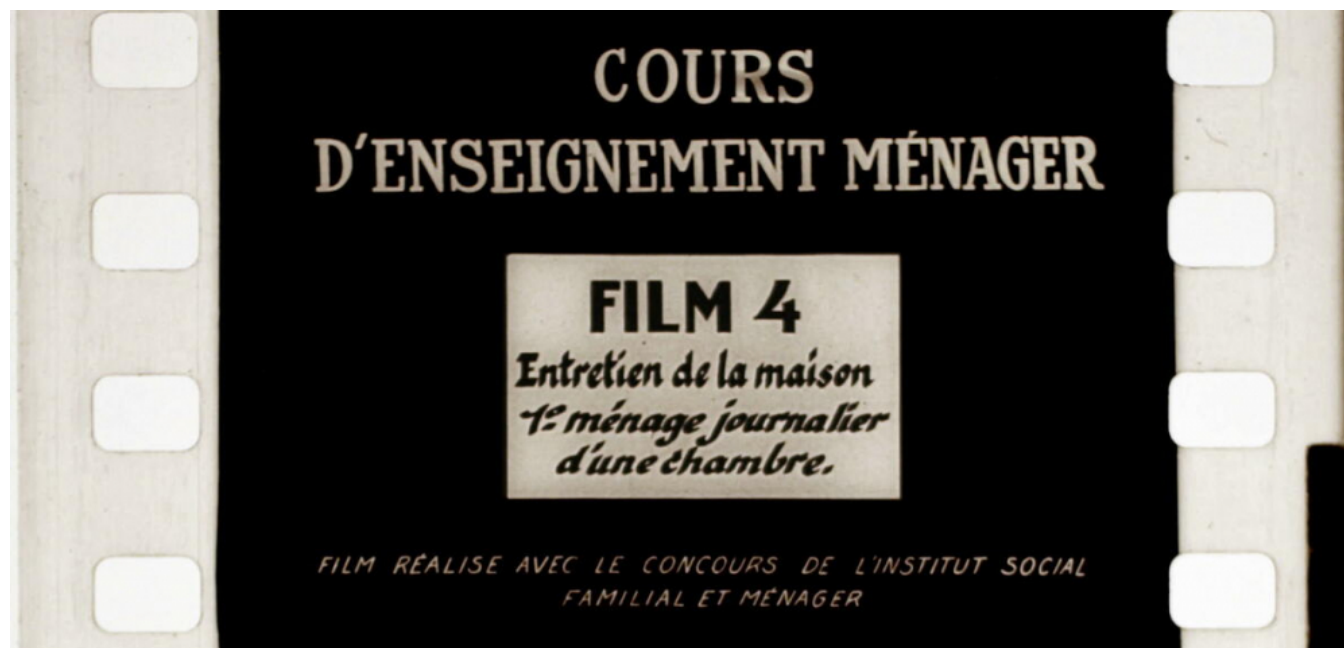 COURS
D'ENSEIGNEMENT MÉNAGER
FILM 4
Entretien de la maison
1º ménage journalier
d'une chambre.
FILM RÉALISE AVEC LE CONCOURS DE L'INSTITUT SOCIAL
FAMILIAL ET MÉNAGER